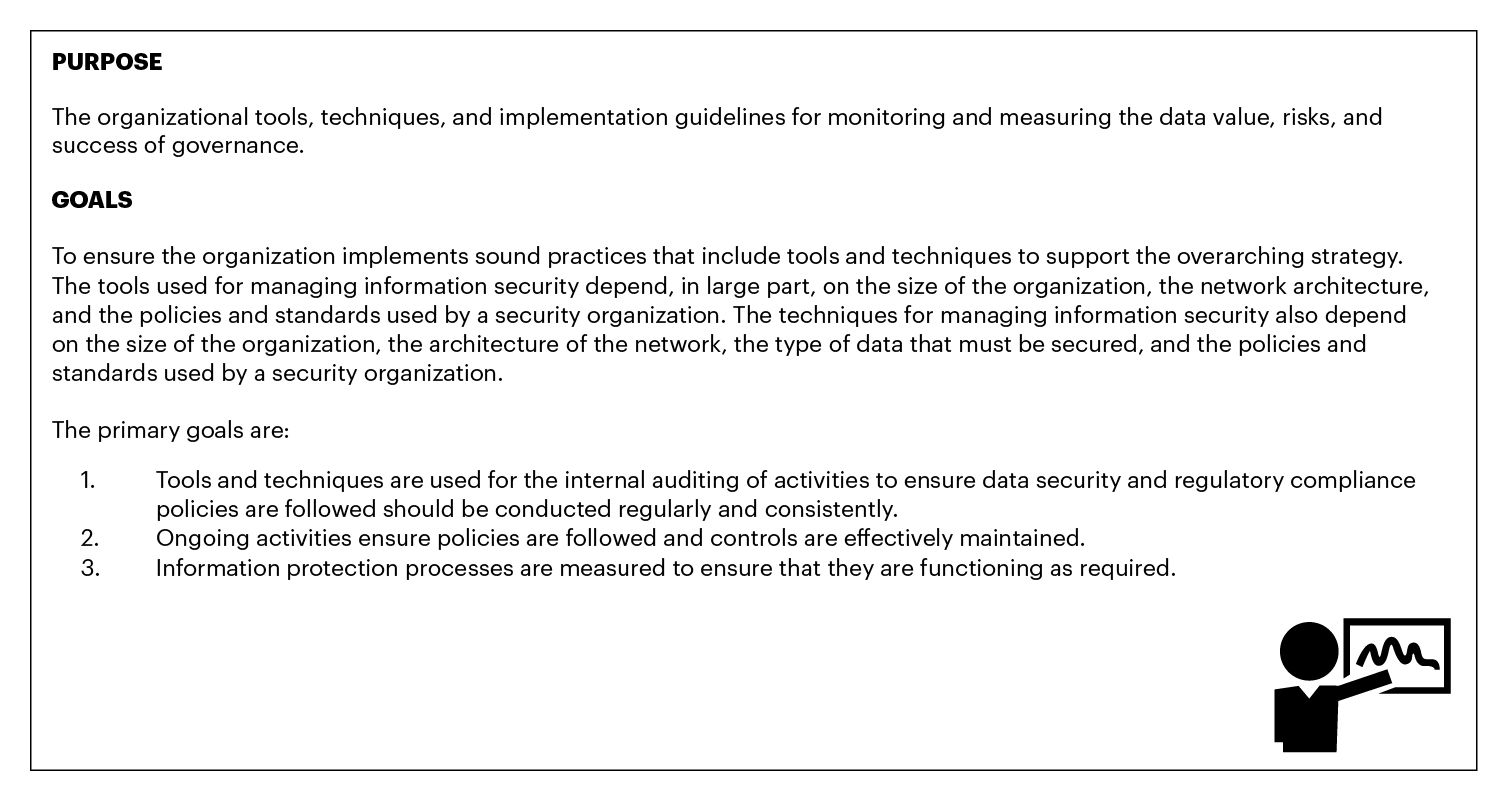 PURPOSE
The organizational tools, techniques, and implementation guidelines for monitoring and measuring the data value, risks, and
success of governance.
GOALS
To ensure the organization implements sound practices that include tools and techniques to support the overarching strategy.
The tools used for managing information security depend, in large part, on the size of the organization, the network architecture,
and the policies and standards used by a security organization. The techniques for managing information security also depend
on the size of the organization, the architecture of the network, the type of data that must be secured, and the policies and
standards used by a security organization.
The primary goals are:
1. Tools and techniques are used for the internal auditing of activities to ensure data security and regulatory compliance
policies are followed should be conducted regularly and consistently.
2. Ongoing activities ensure policies are followed and controls are effectively maintained.
3. Information protection processes are measured to ensure that they are functioning as required.